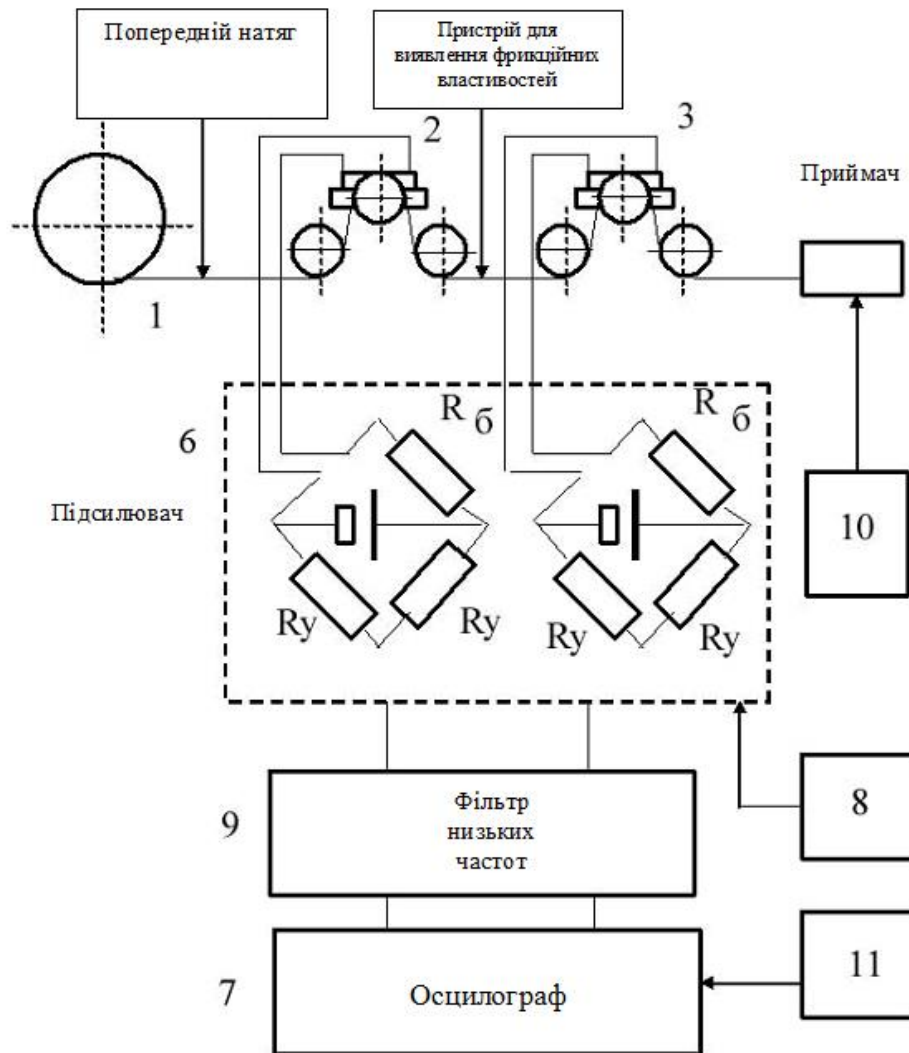 Попередній натяг
Пристрій для
виявлення фрикційних
властивостей
2
3
Приймач
1
6
R б
R б
Підсилювач
10
Ry
Ry
Ry
Ry
9
Фільтр
низьких
частот
8
7
Осцилограф
11